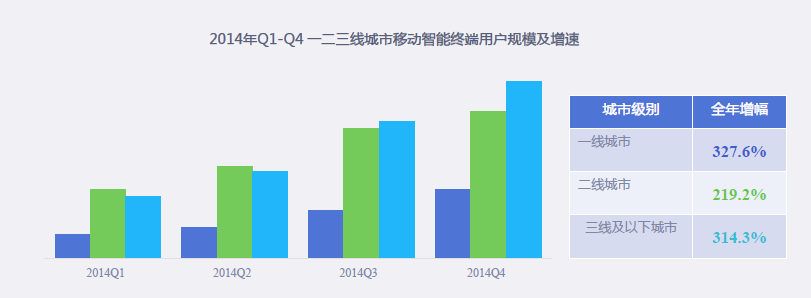 2014年Q1-Q4 一二三线城市移动智能终端用户规模及增速
城市级别 全年增幅
一线城市 327.6%
二线城市 219.2%
三线及以下城市 314.3%
2014Q1 2014Q2 2014Q3 2014Q4